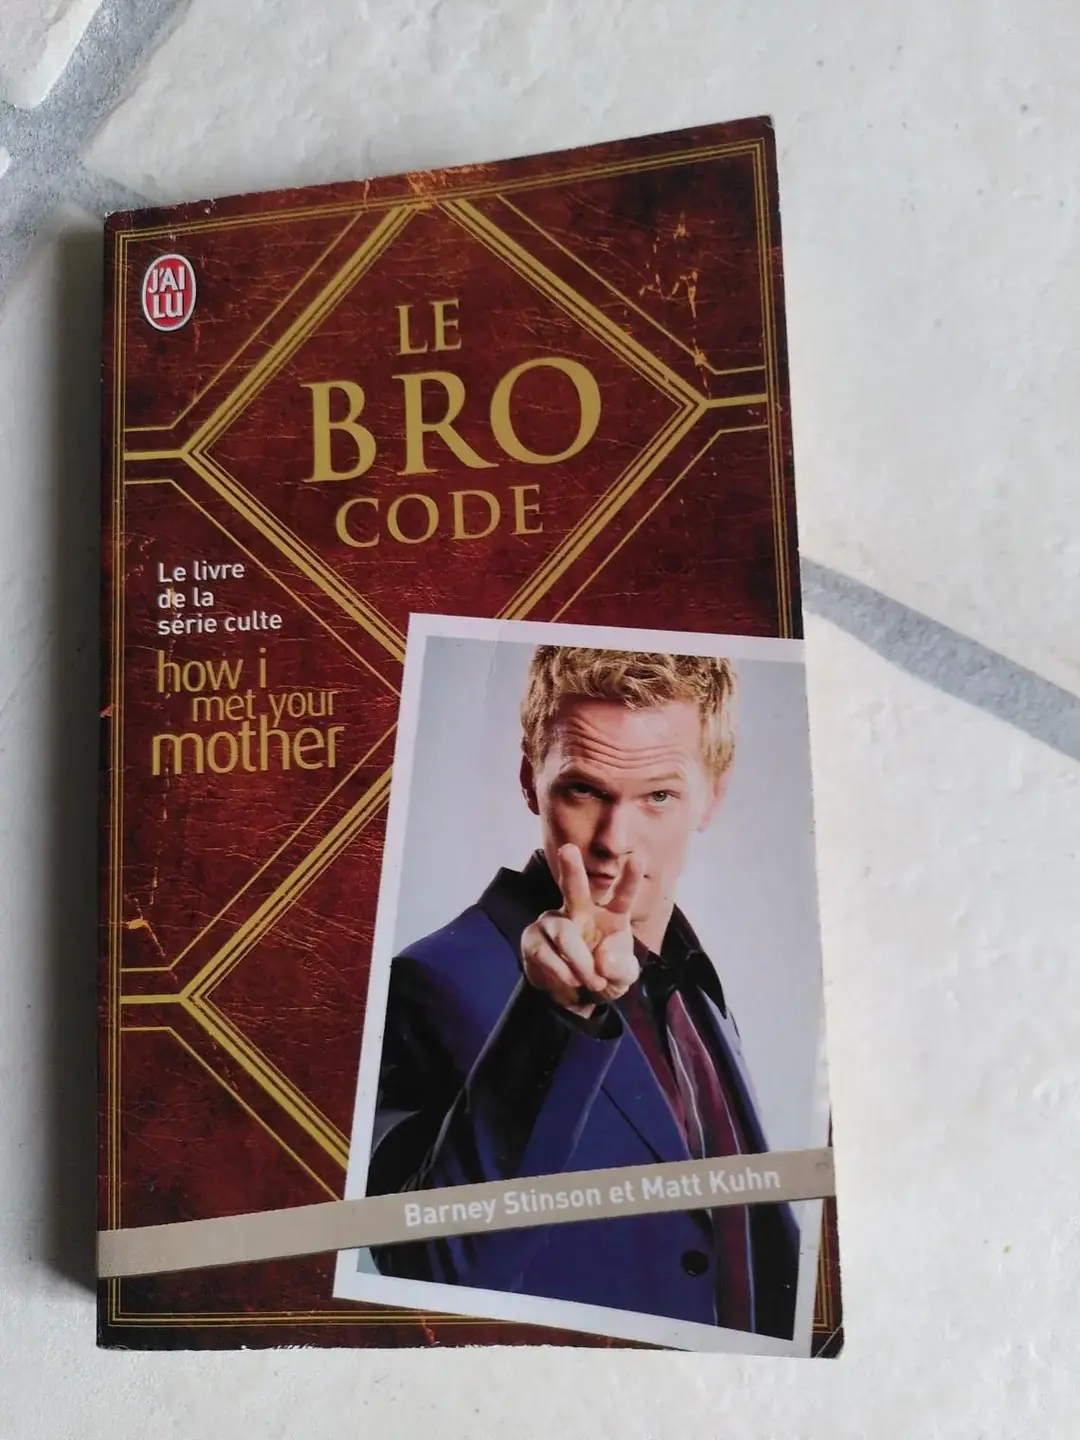 J'AI
LU
LE
BRO
CODE
Le livre
de la
série culte
how i
met your
mother
Barney Stinson et Matt Kuhn